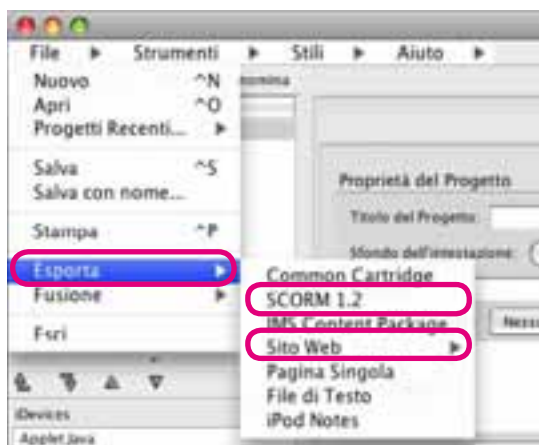 File Strumenti Stili Aiuto
Nuovo ^N
Apri ^O
Progetti Recenti...
Salva ^S
Salva con nome...
Stampa ^P
Esporta
Fusione
Esci
Common Cartridge
SCORM 1.2
IMS Content Package
Sito Web
Pagina Singola
File di Testo
iPod Notes
Proprietà del Progetto
Titolo del Progetto:
Sfondo dell'intestazione:
iDevices
Applet Java